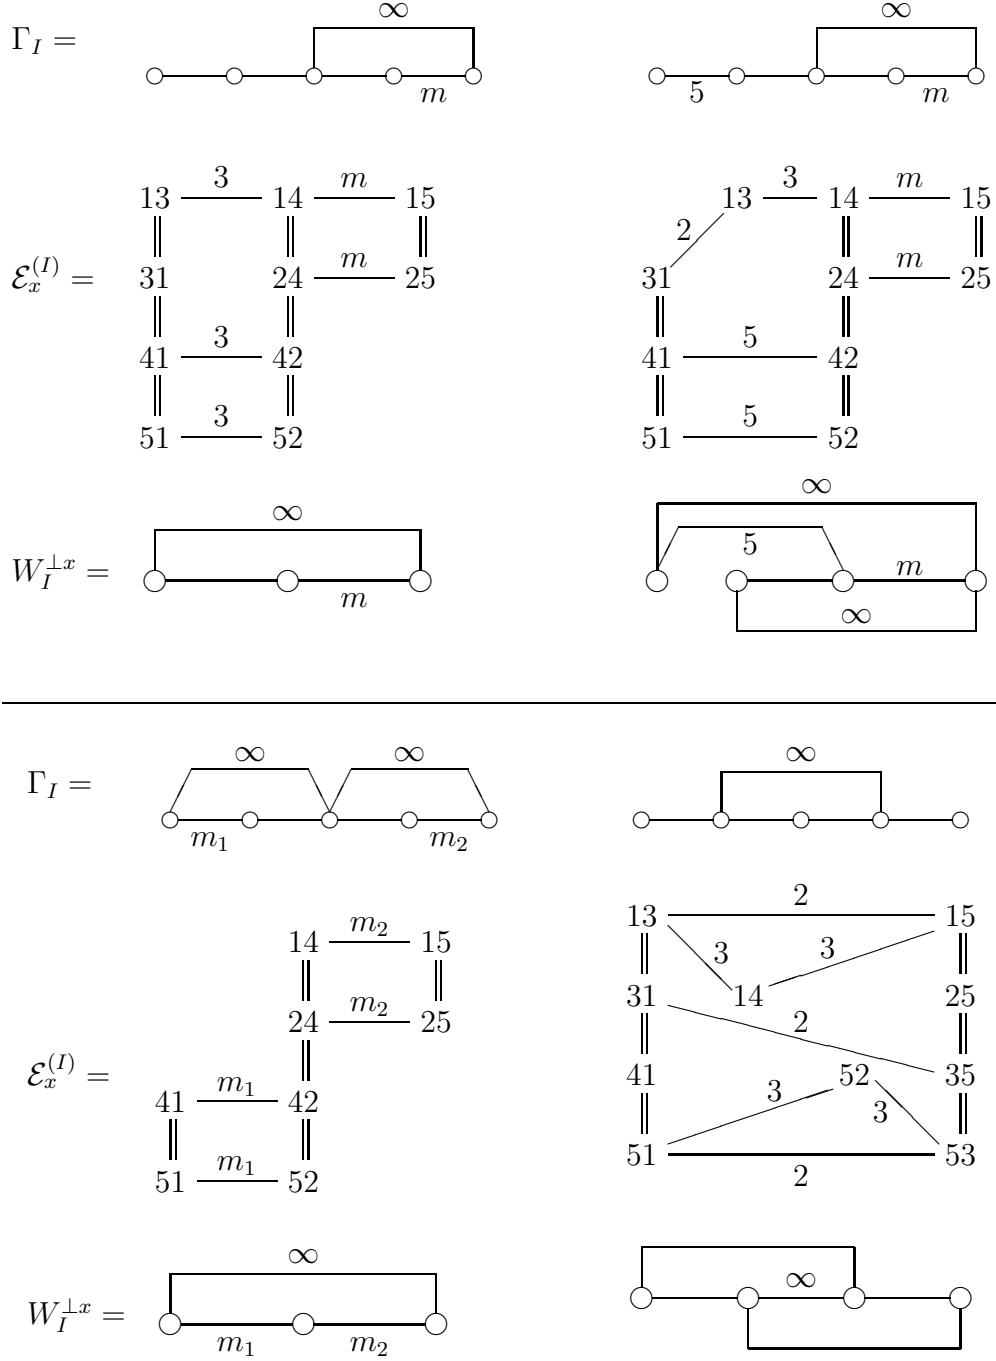 Γ_I = ∞ ∞
m 5 m
13 3 14 m 15 13 3 14 m 15
2
ℰ_x^{(I)} = 31 24 m 25 31 24 m 25
3 5
41 42 41 42
3 5
51 52 51 52
∞ ∞
5
W_I^{⊥x} = m m
∞
Γ_I = ∞ ∞ ∞
m_1 m_2
2
14 m_2 15 13 15
3 3
24 m_2 25 31 14 25
2
ℰ_x^{(I)} = 41 m_1 42 41 52 35
3 3
51 m_1 52 51 53
2
∞ ∞
W_I^{⊥x} = m_1 m_2